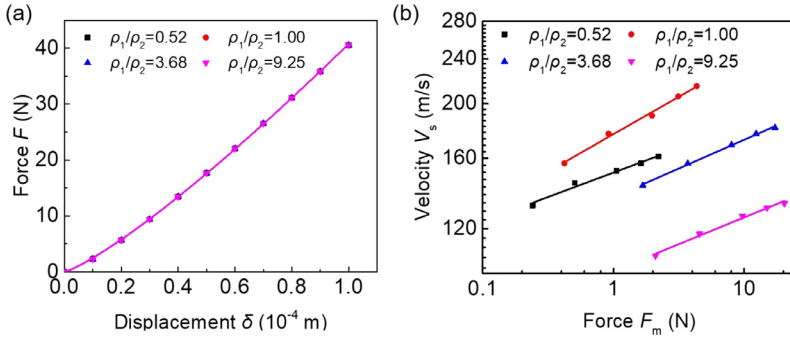 (a)
ρ1/ρ2=0.52 ρ1/ρ2=1.00
ρ1/ρ2=3.68 ρ1/ρ2=9.25
Force F (N)
40
30
20
10
0
0.0 0.2 0.4 0.6 0.8 1.0
Displacement δ (10⁻⁴ m)
(b)
ρ1/ρ2=0.52 ρ1/ρ2=1.00
ρ1/ρ2=3.68 ρ1/ρ2=9.25
Velocity Vs (m/s)
280
240
200
160
120
0.1 1 10
Force Fm (N)